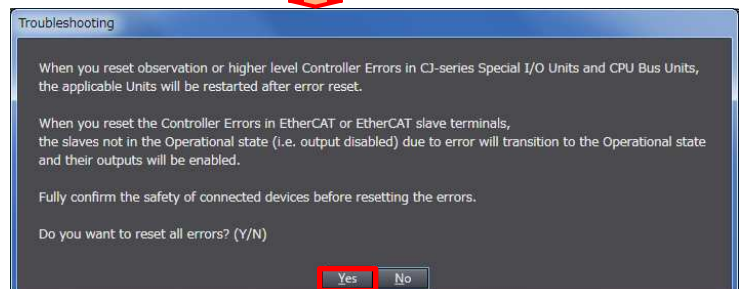 Troubleshooting
When you reset observation or higher level Controller Errors in CJ-series Special I/O Units and CPU Bus Units,
the applicable Units will be restarted after error reset.
When you reset the Controller Errors in EtherCAT or EtherCAT slave terminals,
the slaves not in the Operational state (i.e. output disabled) due to error will transition to the Operational state
and their outputs will be enabled.
Fully confirm the safety of connected devices before resetting the errors.
Do you want to reset all errors? (Y/N)
Yes No